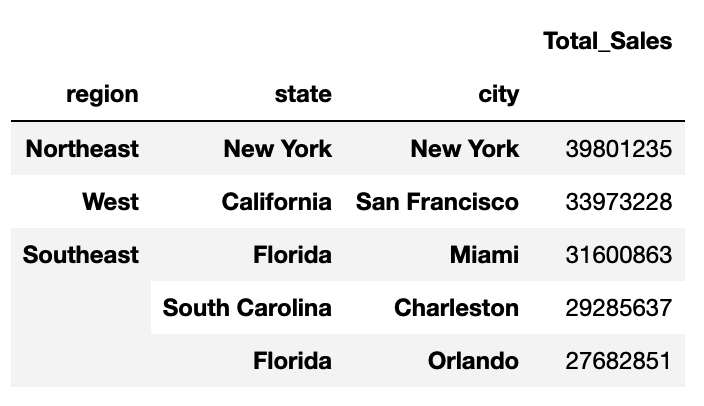 Total_Sales
region state city
Northeast New York New York 39801235
West California San Francisco 33973228
Southeast Florida Miami 31600863
South Carolina Charleston 29285637
Florida Orlando 27682851